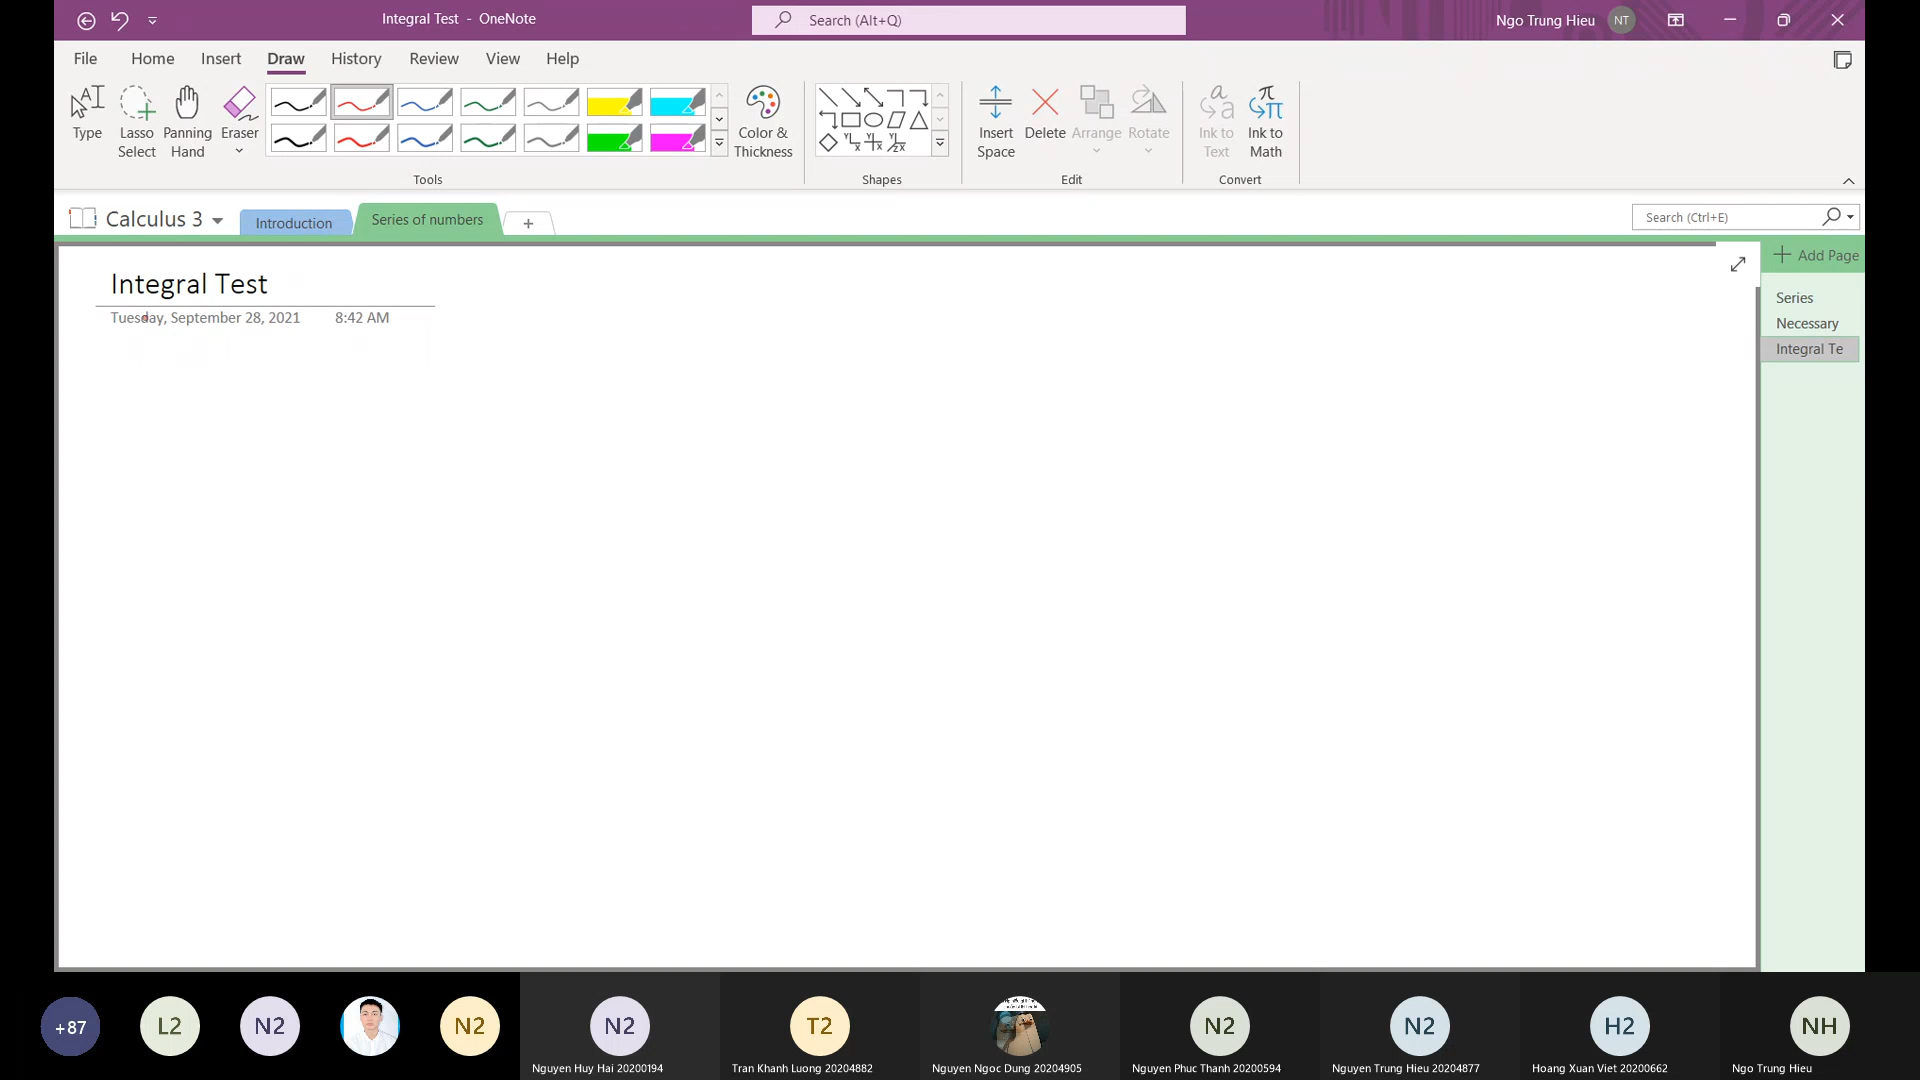 Integral Test - OneNote
Search (Alt+Q)
Ngo Trung Hieu
NT
File Home Insert Draw History Review View Help
Type
Lasso Select
Panning Hand
Eraser
Color & Thickness
Insert Space
Delete
Arrange
Rotate
Ink to Text
Ink to Math
Tools
Shapes
Edit
Convert
Calculus 3
Introduction
Series of numbers
Search (Ctrl+E)
Integral Test
Tuesday, September 28, 2021 8:42 AM
Add Page
Series
Necessary
Integral Te
+87
L2
N2
N2
N2
T2
N2
N2
H2
NH
Nguyen Huy Hai 20200194
Tran Khanh Luong 20204882
Nguyen Ngoc Dung 20204905
Nguyen Phuc Thanh 20200594
Nguyen Trung Hieu 20204877
Hoang Xuan Viet 20200662
Ngo Trung Hieu